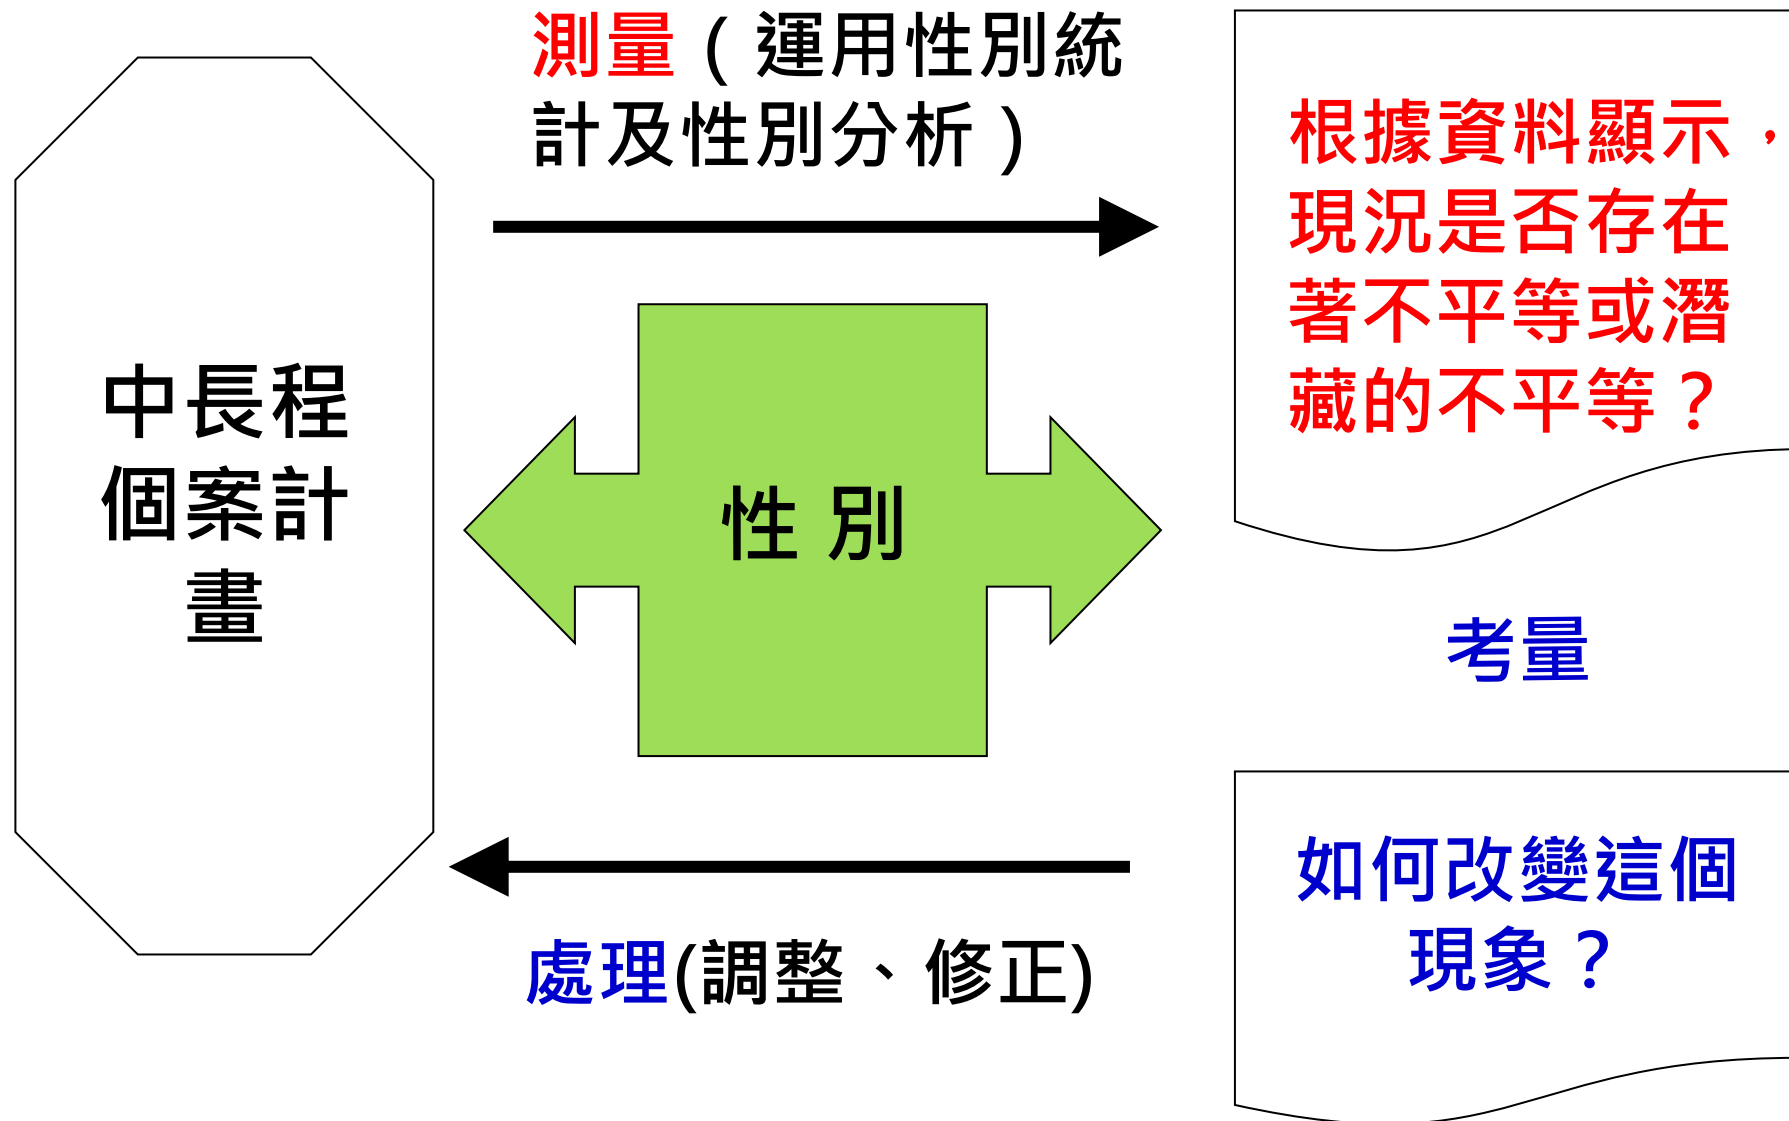 測量（運用性別統
計及性別分析）
根據資料顯示，
現況是否存在
著不平等或潛
藏的不平等？
中長程
個案計
畫
性 別
考量
如何改變這個
現象？
處理(調整、修正)